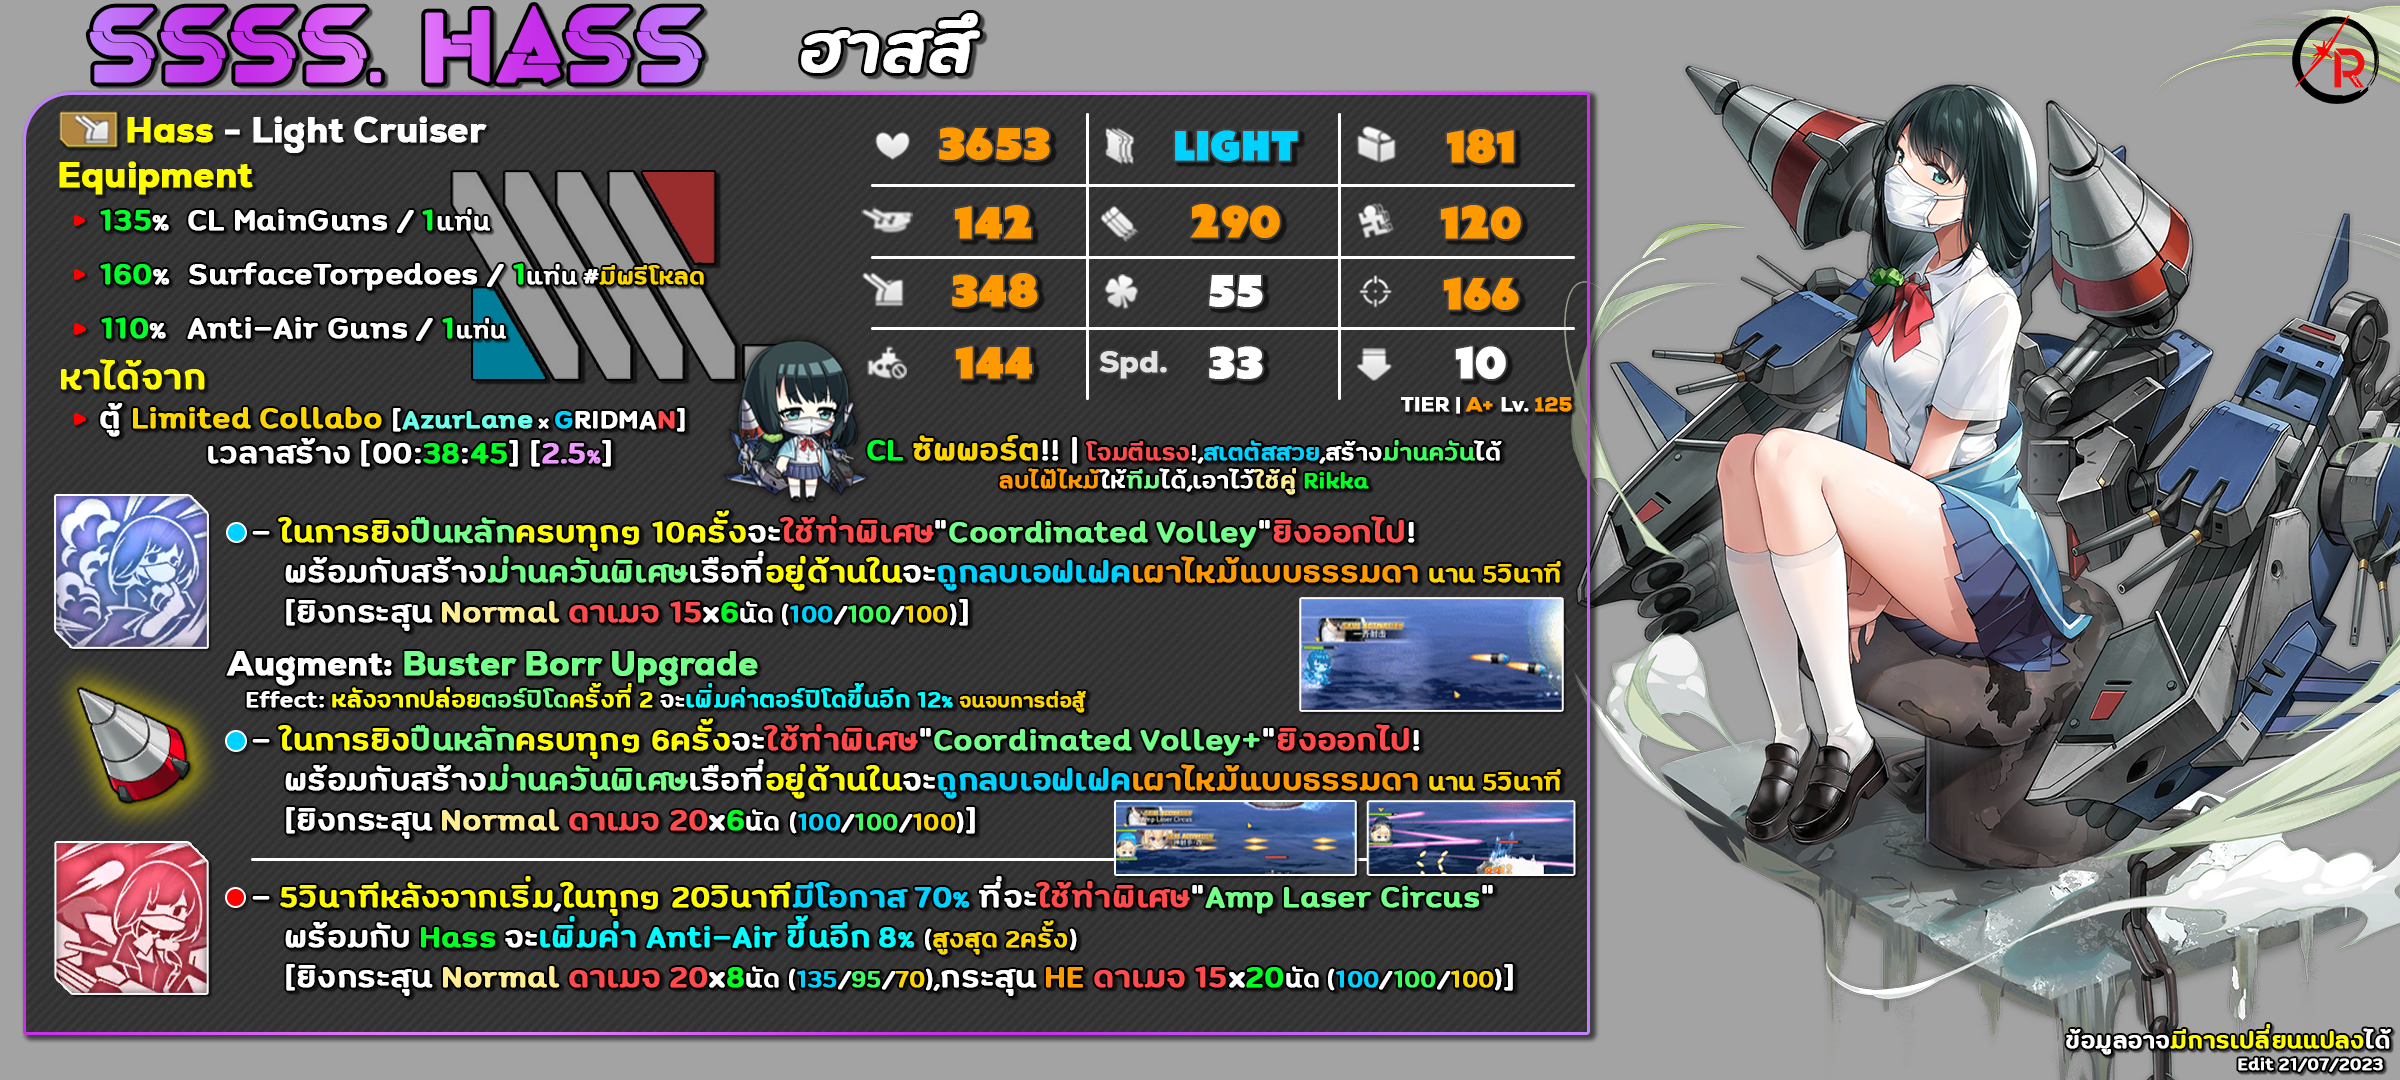 SSSS. HASS ฮาสสึ
R
Hass - Light Cruiser
Equipment
135% CL MainGuns / 1แท่น
160% SurfaceTorpedoes / 1แท่น #มีพรีโหลด
110% Anti-Air Guns / 1แท่น
หาได้จาก
ตู้ Limited Collabo [AzurLane x GRIDMAN]
เวลาสร้าง [00:38:45] [2.5%]
3653 LIGHT 181
142 290 120
348 55 166
144 Spd. 33 10
TIER | A+ Lv. 125
CL ซัพพอร์ต!! | โจมตีแรง!,สเตตัสสวย,สร้างม่านควันได้
ลบไฟไหม้ให้ทีมได้,เอาไว้ใช้คู่ Rikka
- ในการยิงปืนหลักครบทุกๆ 10ครั้งจะใช้ท่าพิเศษ"Coordinated Volley"ยิงออกไป!
พร้อมกับสร้างม่านควันพิเศษเรือที่อยู่ด้านในจะถูกลบเอฟเฟคเผาไหม้แบบธรรมดา นาน 5วินาที
[ยิงกระสุน Normal ดาเมจ 15x6นัด (100/100/100)]
Augment: Buster Borr Upgrade
Effect: หลังจากปล่อยตอร์ปิโดครั้งที่ 2 จะเพิ่มค่าตอร์ปิโดขึ้นอีก 12% จนจบการต่อสู้
- ในการยิงปืนหลักครบทุกๆ 6ครั้งจะใช้ท่าพิเศษ"Coordinated Volley+"ยิงออกไป!
พร้อมกับสร้างม่านควันพิเศษเรือที่อยู่ด้านในจะถูกลบเอฟเฟคเผาไหม้แบบธรรมดา นาน 5วินาที
[ยิงกระสุน Normal ดาเมจ 20x6นัด (100/100/100)]
Amp Laser Circus
- 5วินาทีหลังจากเริ่ม,ในทุกๆ 20วินาทีมีโอกาส 70% ที่จะใช้ท่าพิเศษ"Amp Laser Circus"
พร้อมกับ Hass จะเพิ่มค่า Anti-Air ขึ้นอีก 8% (สูงสุด 2ครั้ง)
[ยิงกระสุน Normal ดาเมจ 20x8นัด (135/95/70),กระสุน HE ดาเมจ 15x20นัด (100/100/100)]
ข้อมูลอาจมีการเปลี่ยนแปลงได้
Edit 21/07/2023